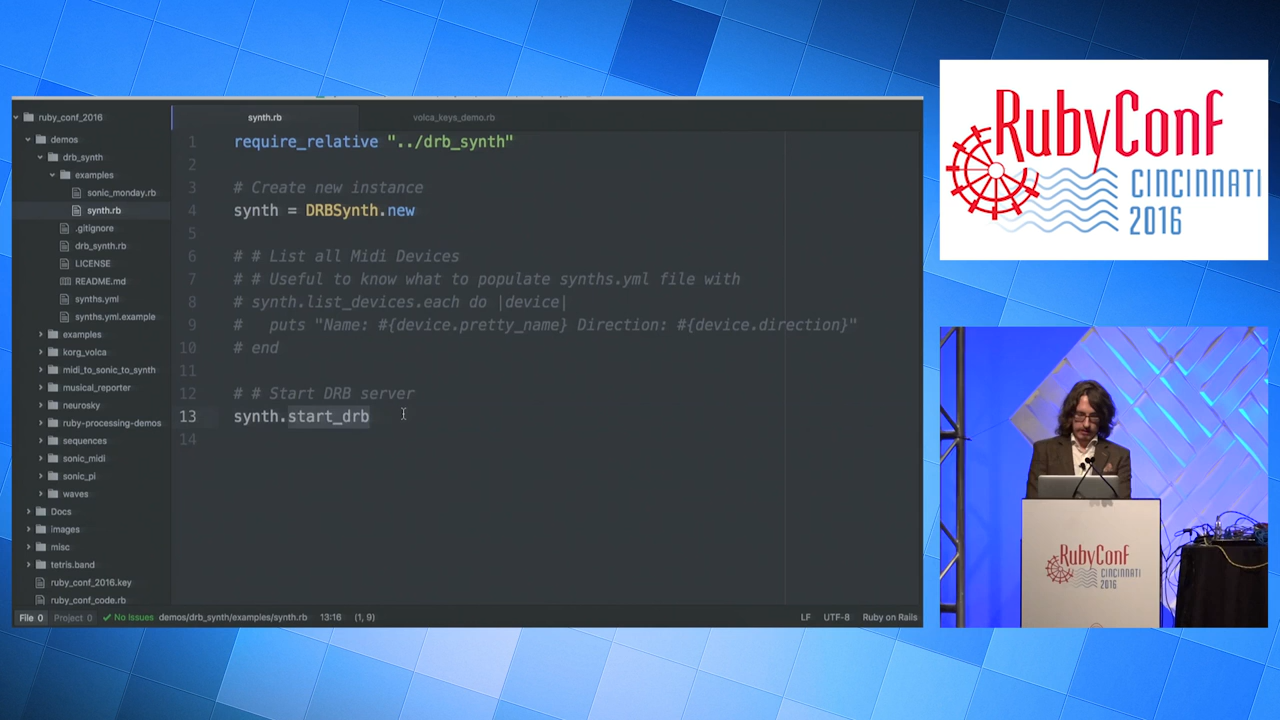 ruby_conf_2016
demos
drb_synth
examples
sonic_monday.rb
synth.rb
.gitignore
drb_synth.rb
LICENSE
README.md
synths.yml
synths.yml.example
examples
korg_volca
midi_to_sonic_to_synth
musical_reporter
neurosky
ruby-processing-demos
sequences
sonic_midi
sonic_pi
waves
Docs
images
misc
tetris.band
ruby_conf_2016.key
ruby_conf_code.rb
synth.rb
volca_keys_demo.rb
1 require_relative "../drb_synth"
2
3 # Create new instance
4 synth = DRBSynth.new
5
6 # # List all Midi Devices
7 # # Useful to know what to populate synths.yml file with
8 # synth.list_devices.each do |device|
9 #   puts "Name: #{device.pretty_name} Direction: #{device.direction}"
10 # end
11
12 # # Start DRB server
13 synth.start_drb
14
File 0 Project 0 No Issues demos/drb_synth/examples/synth.rb 13:16 (1, 9) LF UTF-8 Ruby on Rails
RubyConf
CINCINNATI
2016
RubyConf
CINCINNATI
2016